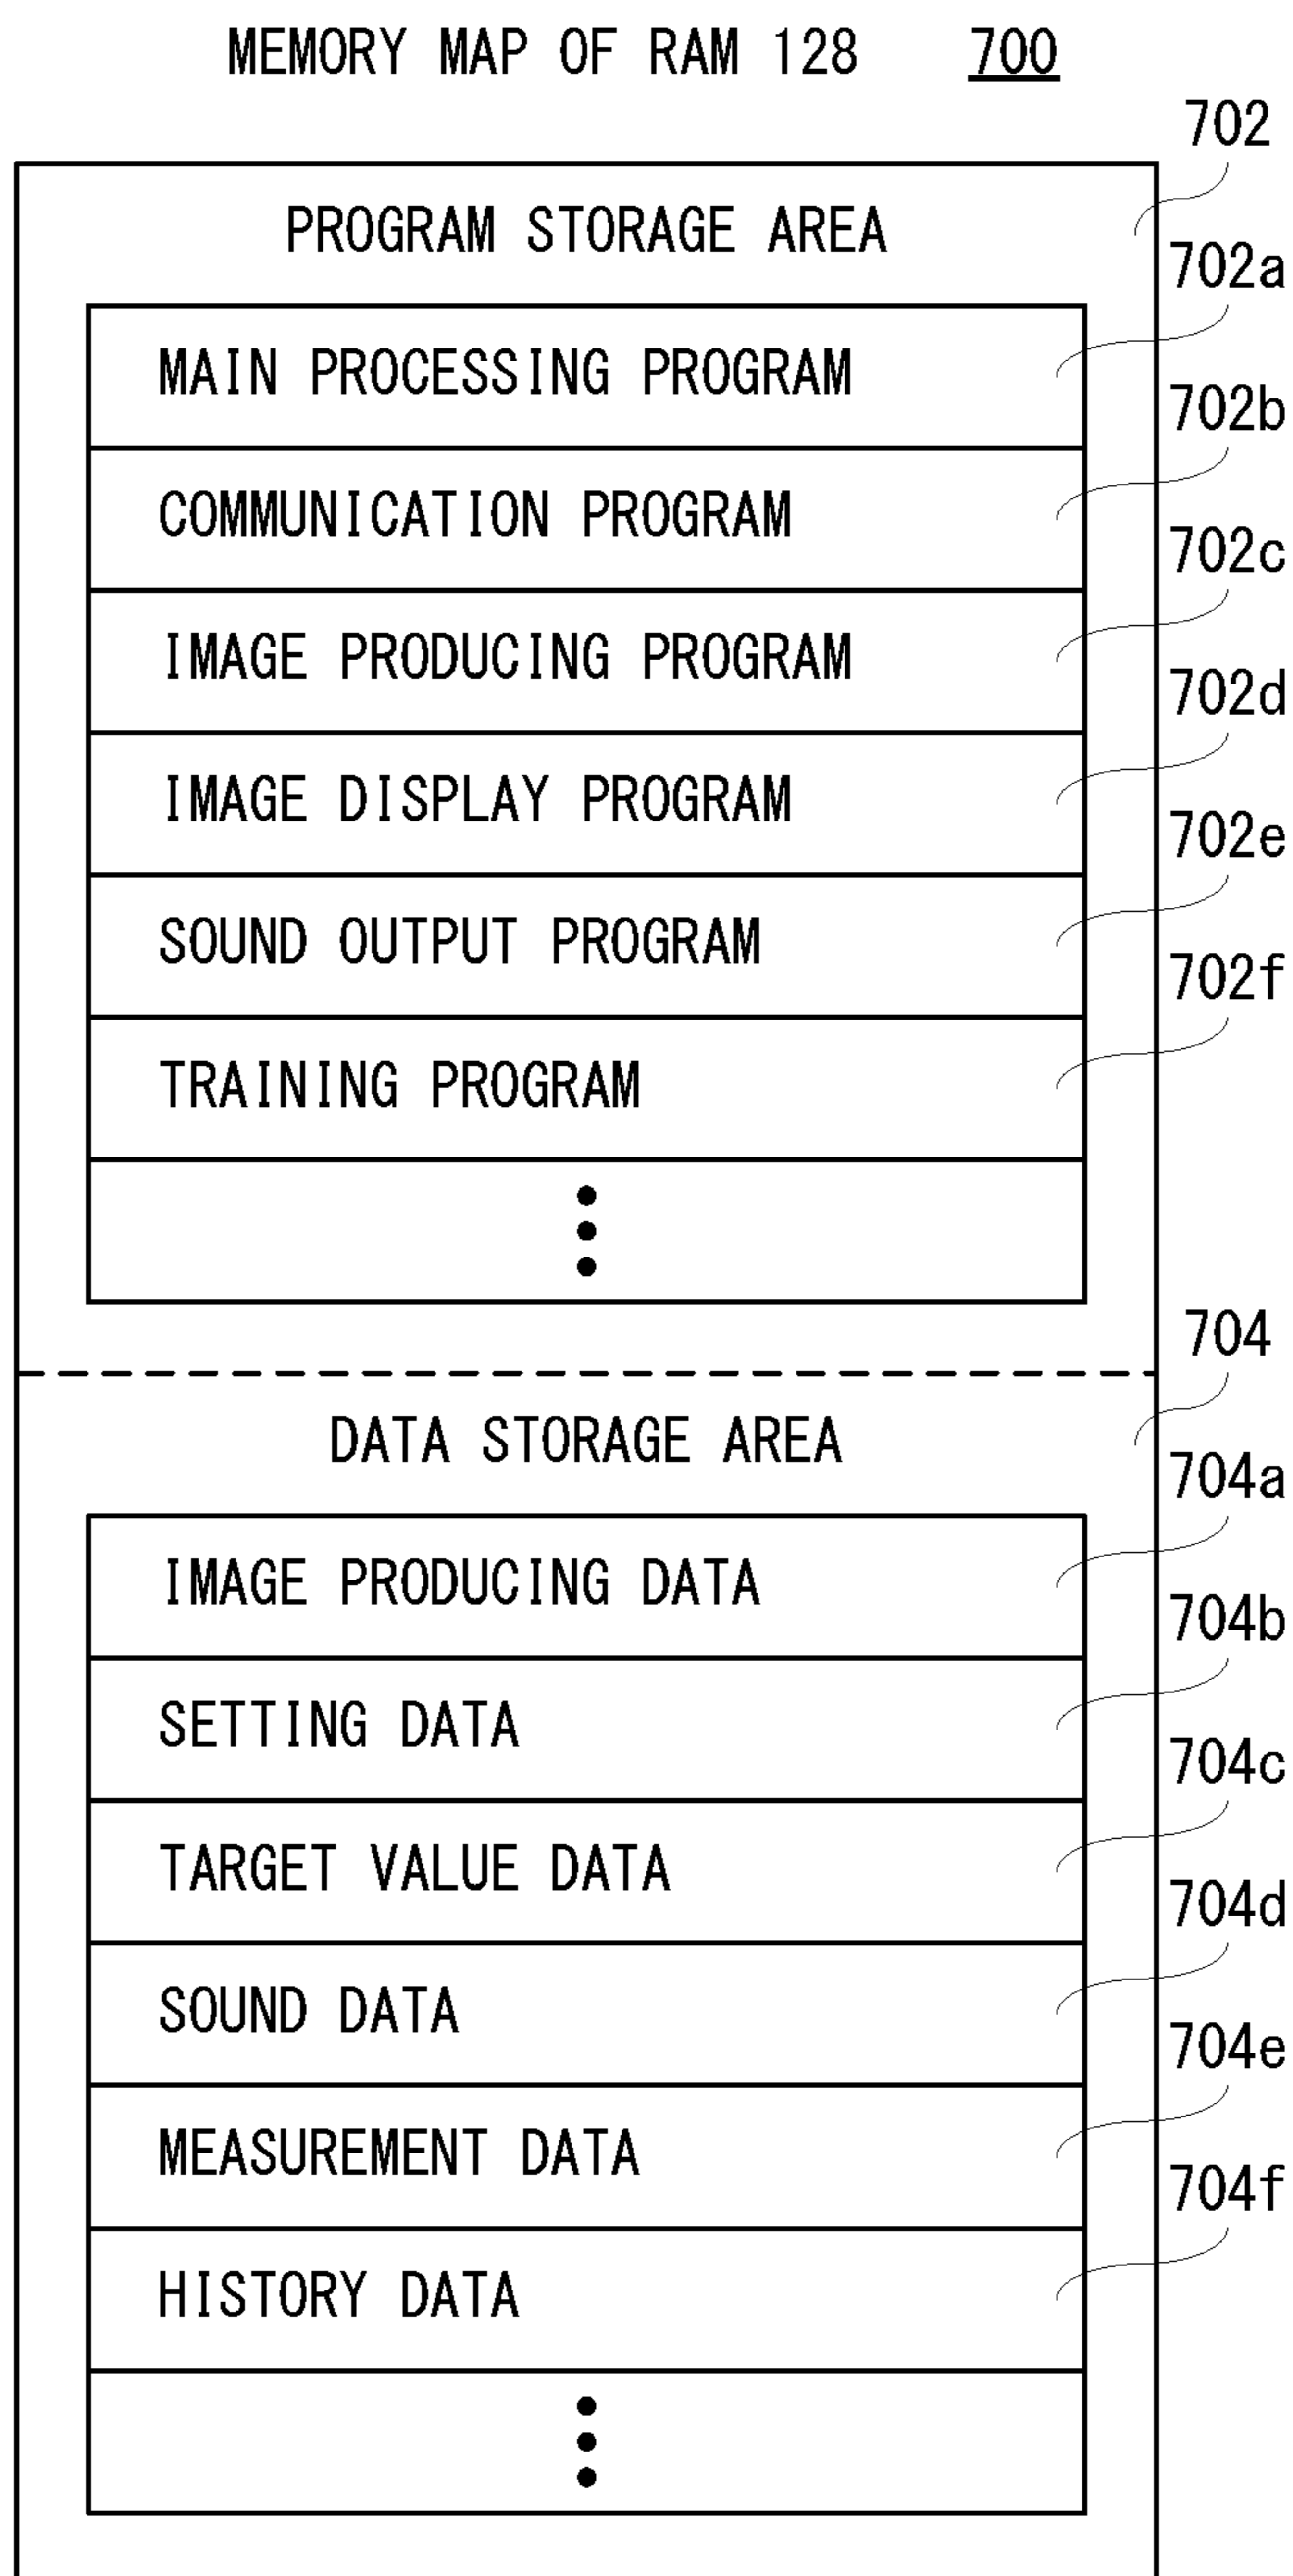 MEMORY MAP OF RAM 128 700
702
PROGRAM STORAGE AREA
702a
MAIN PROCESSING PROGRAM
702b
COMMUNICATION PROGRAM
702c
IMAGE PRODUCING PROGRAM
702d
IMAGE DISPLAY PROGRAM
702e
SOUND OUTPUT PROGRAM
702f
TRAINING PROGRAM
704
DATA STORAGE AREA
704a
IMAGE PRODUCING DATA
704b
SETTING DATA
704c
TARGET VALUE DATA
704d
SOUND DATA
704e
MEASUREMENT DATA
704f
HISTORY DATA